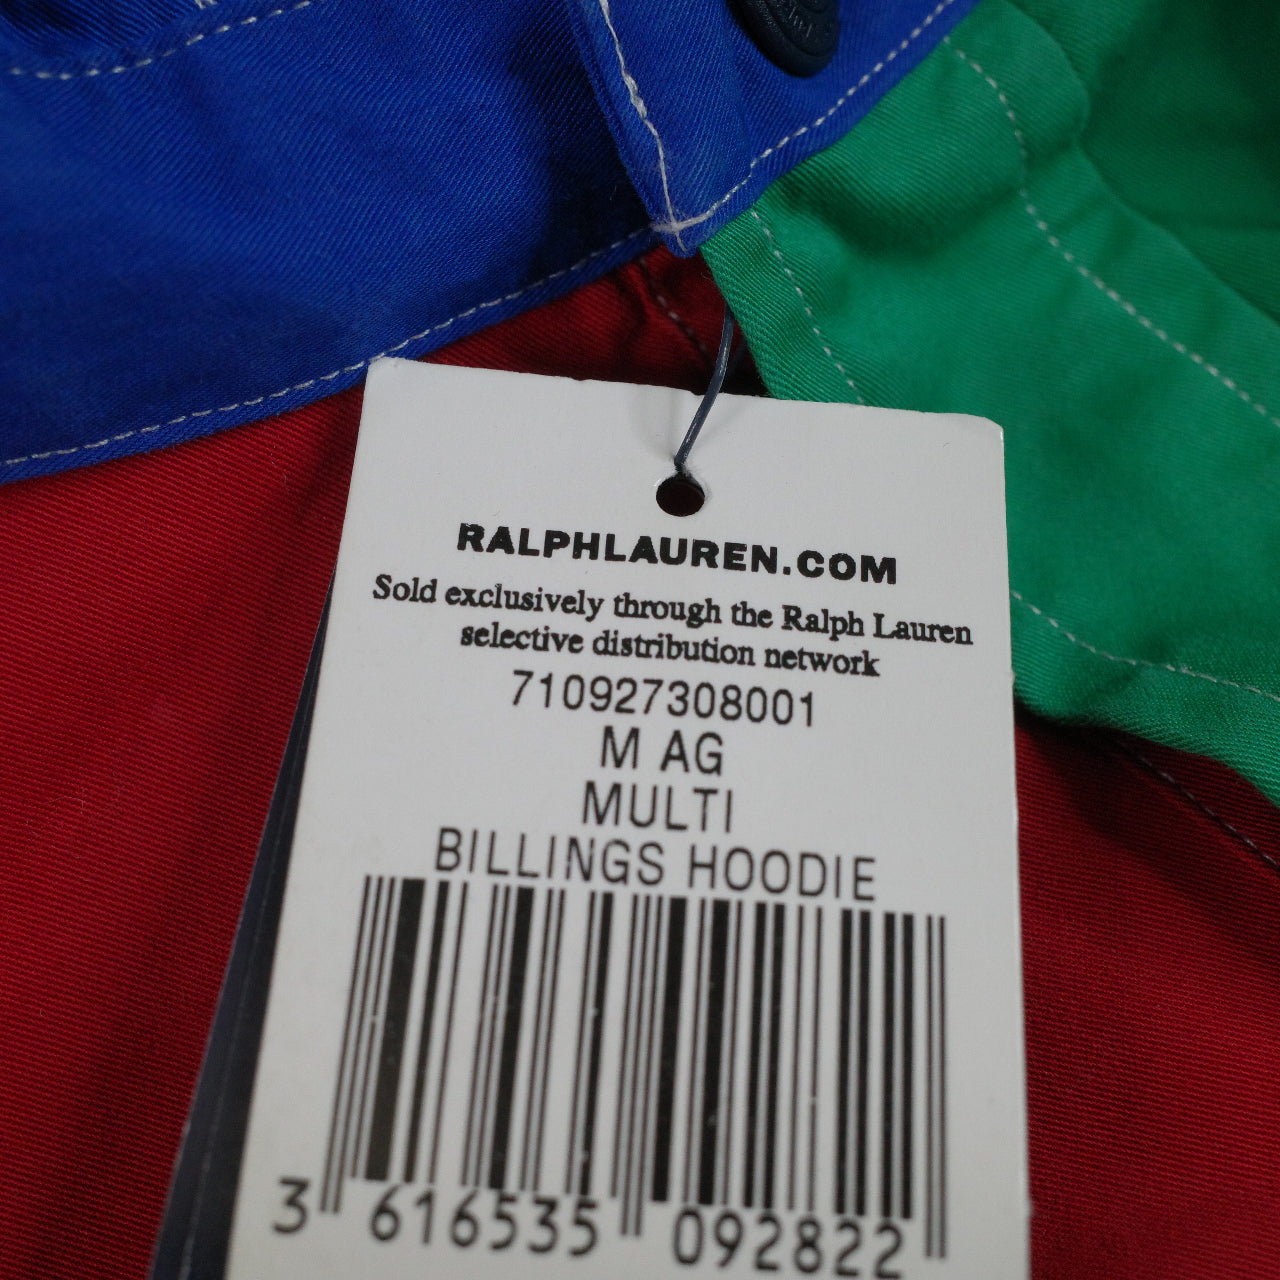 RALPHLAUREN.COM
Sold exclusively through the Ralph Lauren
selective distribution network
710927308001
M AG
MULTI
BILLINGS HOODIE
3 616535 092822